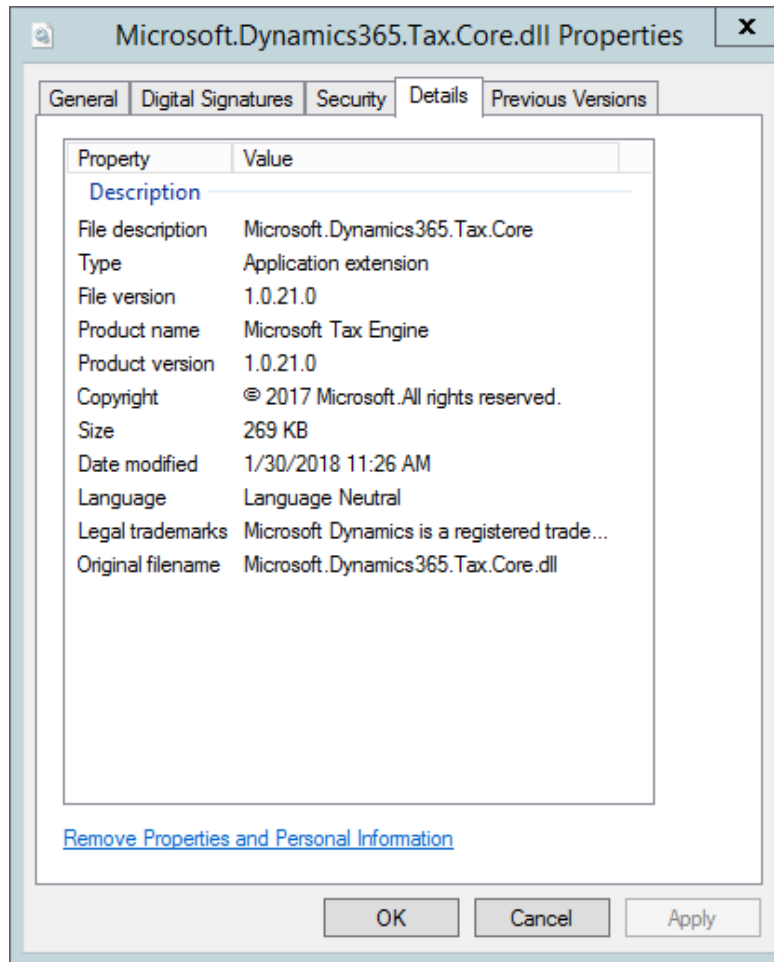 Microsoft.Dynamics365.Tax.Core.dll Properties
x
General Digital Signatures Security Details Previous Versions
Property Value
Description
File description Microsoft.Dynamics365.Tax.Core
Type Application extension
File version 1.0.21.0
Product name Microsoft Tax Engine
Product version 1.0.21.0
Copyright © 2017 Microsoft.All rights reserved.
Size 269 KB
Date modified 1/30/2018 11:26 AM
Language Language Neutral
Legal trademarks Microsoft Dynamics is a registered trade...
Original filename Microsoft.Dynamics365.Tax.Core.dll
Remove Properties and Personal Information
OK Cancel Apply